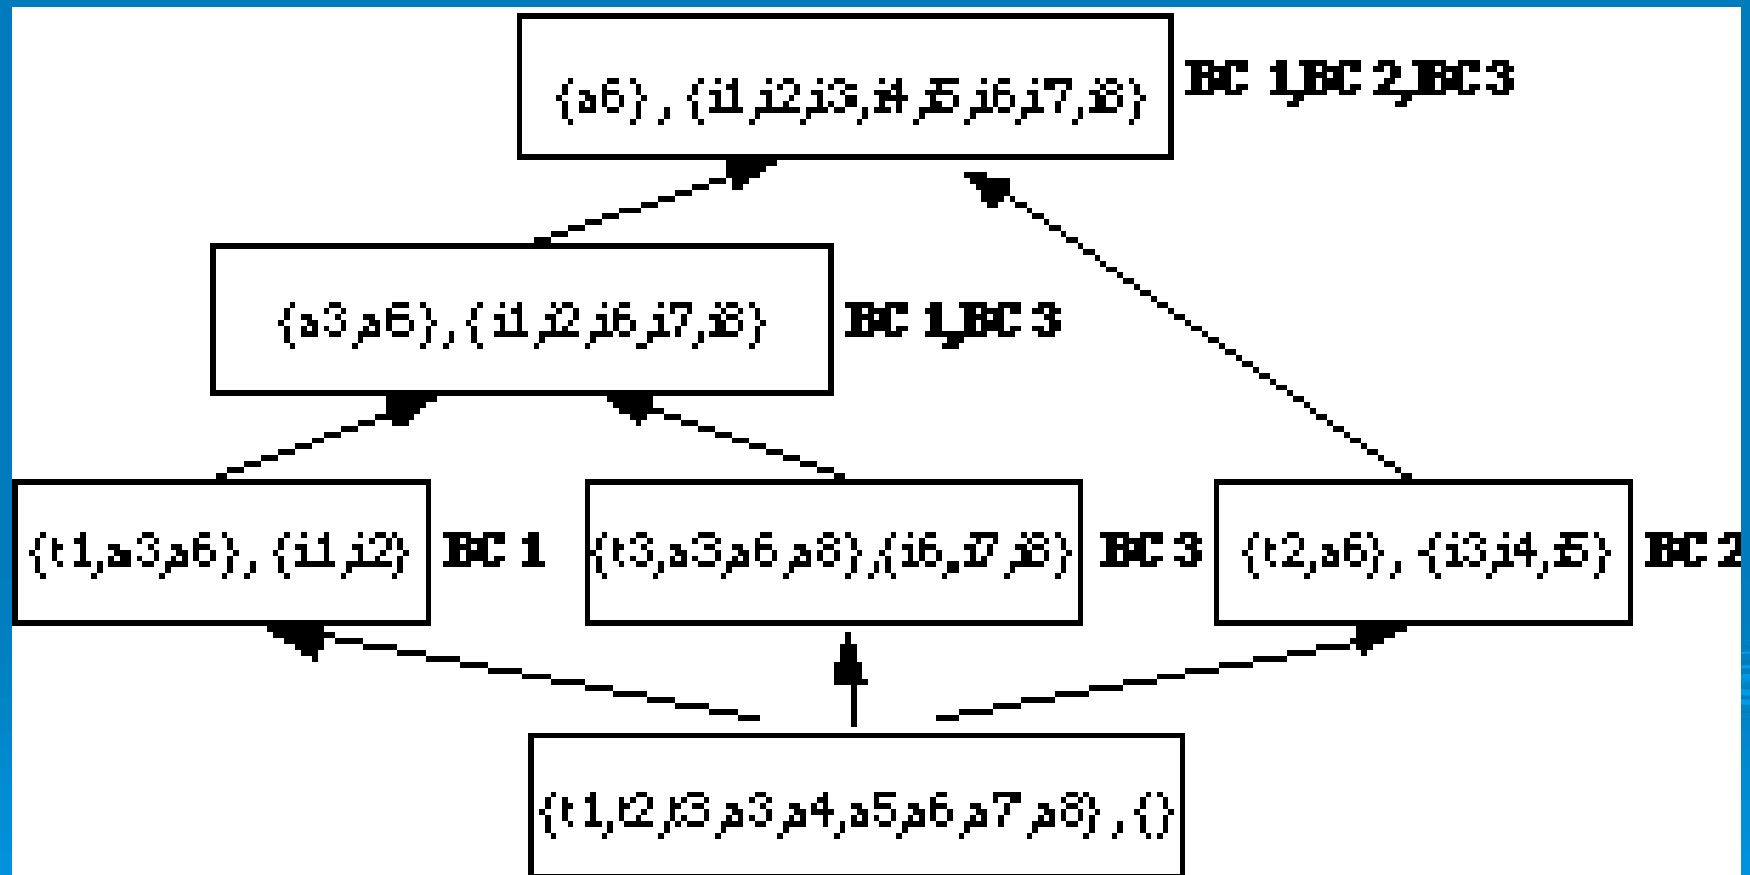 {a6}, {i1,i2,i3,i4,i5,i6,i7,i8} BC 1,BC 2,BC 3
{a3,a6},{i1,i2,i6,i7,i8} BC 1,BC 3
{t1,a3,a6}, {i1,i2} BC 1 {t3,a3,a6,a8},{i6,,i7,i8} BC 3 {t2,a6}, {i3,i4,i5} BC 2
{t1,t2,t3,a3,a4,a5,a6,a7,a8}, {}